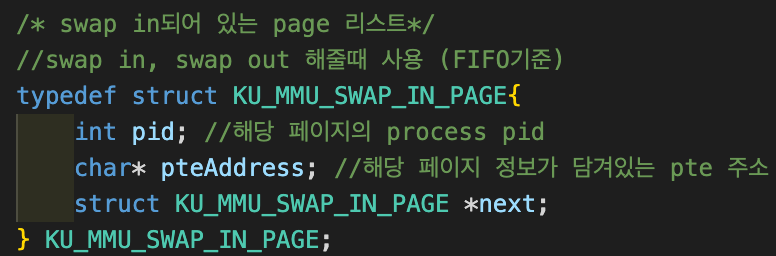 /* swap in되어 있는 page 리스트*/
//swap in, swap out 해줄때 사용 (FIFO기준)
typedef struct KU_MMU_SWAP_IN_PAGE{
    int pid; //해당 페이지의 process pid
    char* pteAddress; //해당 페이지 정보가 담겨있는 pte 주소
    struct KU_MMU_SWAP_IN_PAGE *next;
} KU_MMU_SWAP_IN_PAGE;